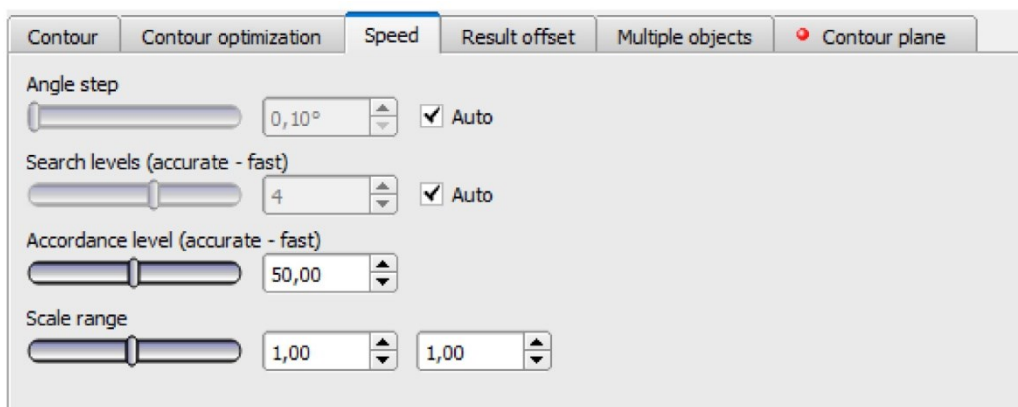 Contour Contour optimization Speed Result offset Multiple objects Contour plane
Angle step
0,10° Auto
Search levels (accurate - fast)
4 Auto
Accordance level (accurate - fast)
50,00
Scale range
1,00 1,00